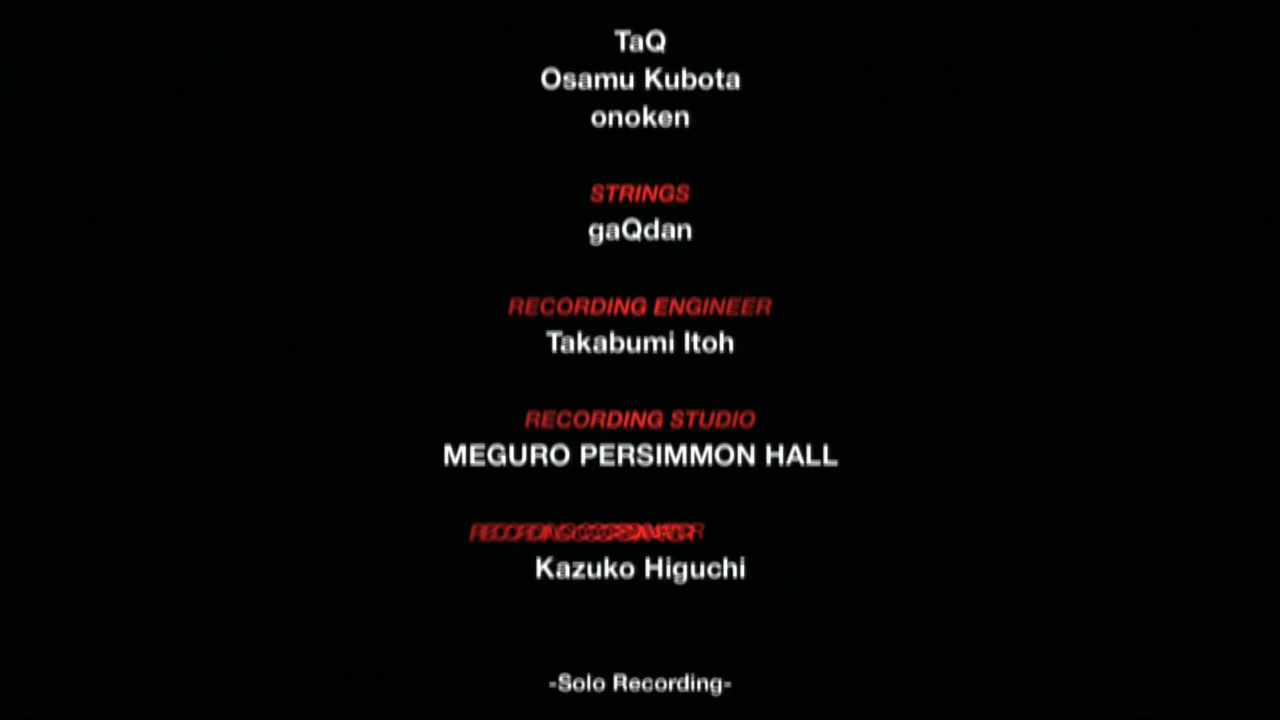 TaQ
Osamu Kubota
onoken
STRINGS
gaQdan
RECORDING ENGINEER
Takabumi Itoh
RECORDING STUDIO
MEGURO PERSIMMON HALL
RECORDING
Kazuko Higuchi
-Solo Recording-